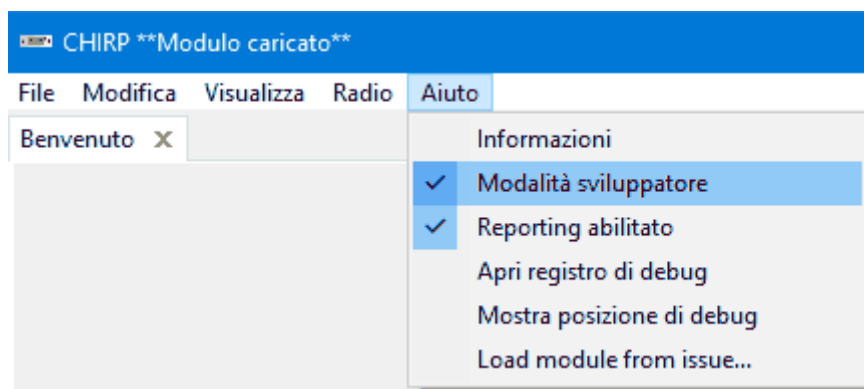 CHIRP **Modulo caricato**
File Modifica Visualizza Radio Aiuto
Benvenuto X
Informazioni
Modalità sviluppatore
Reporting abilitato
Apri registro di debug
Mostra posizione di debug
Load module from issue...